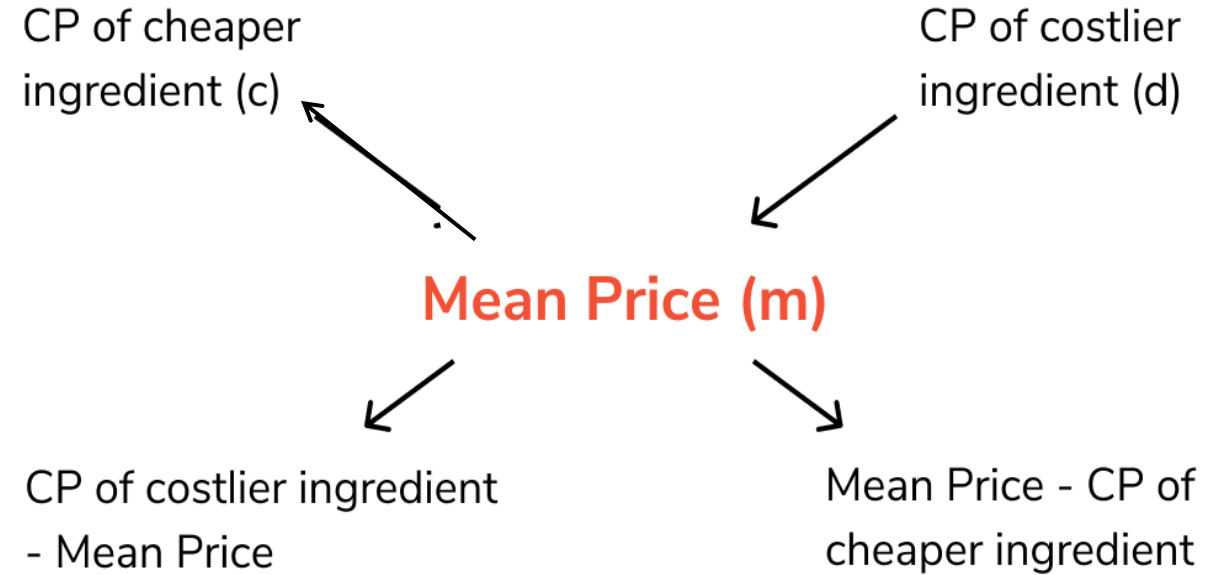 CP of cheaper
ingredient (c)
CP of costlier
ingredient (d)
Mean Price (m)
CP of costlier ingredient
- Mean Price
Mean Price - CP of
cheaper ingredient